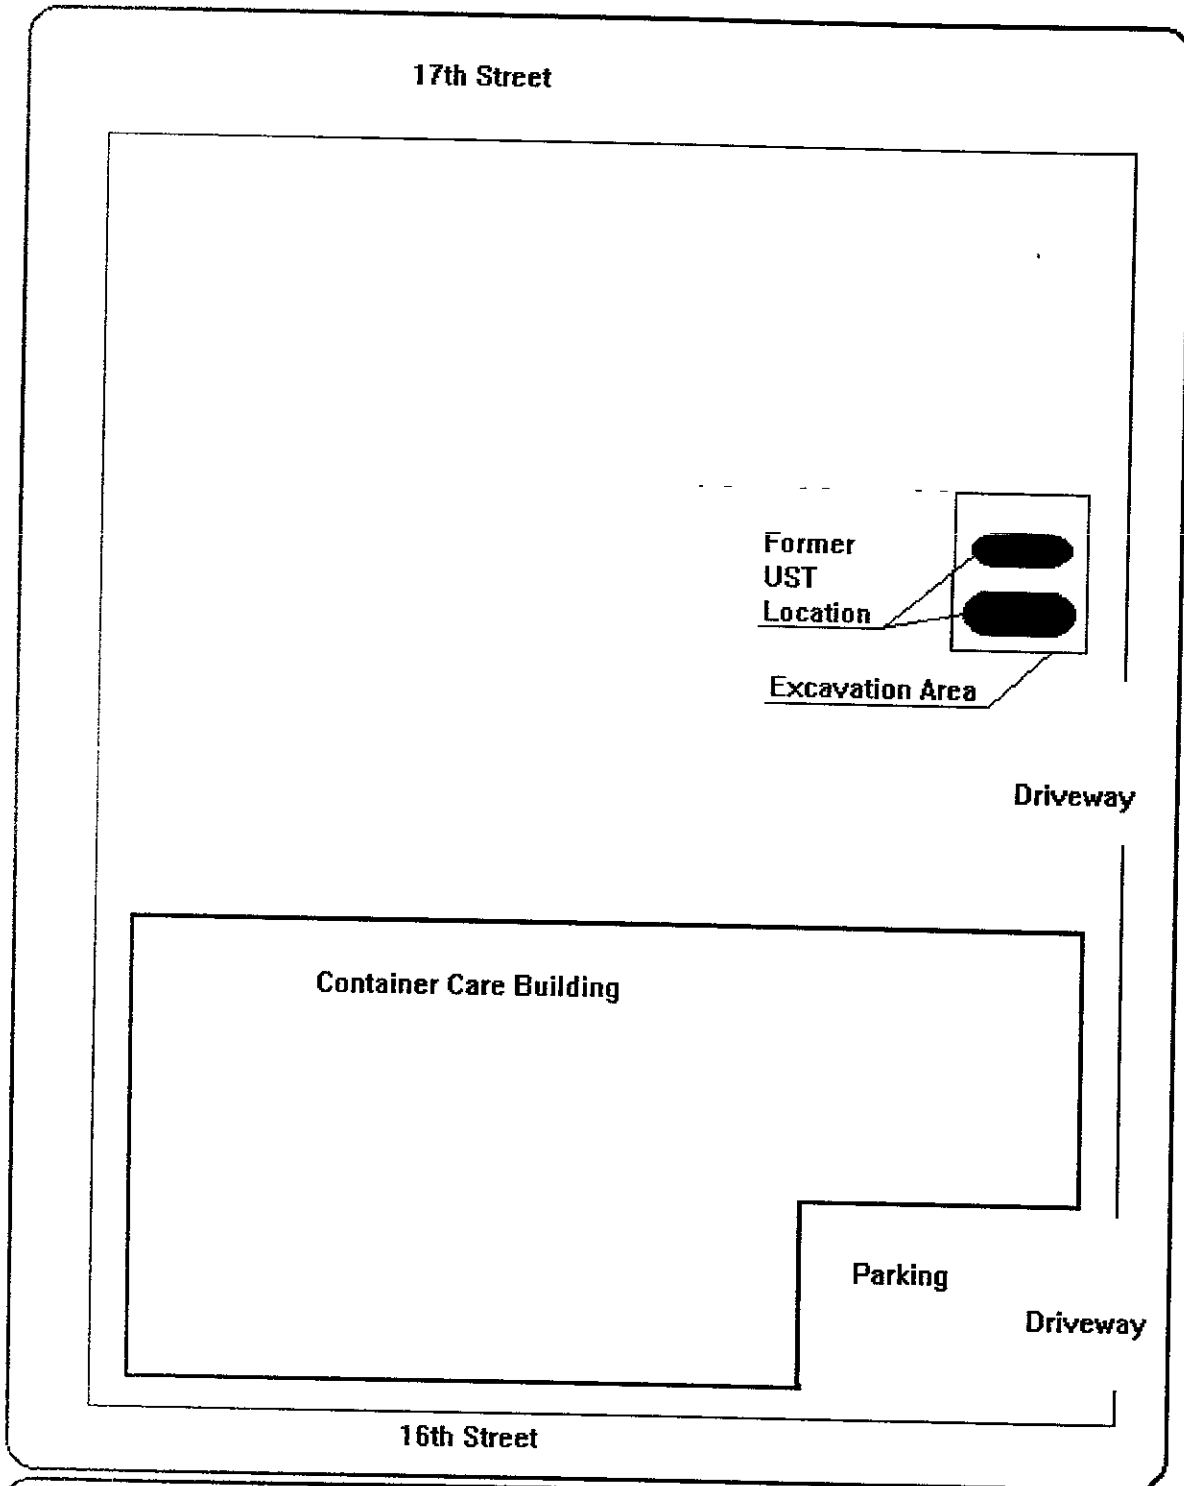 17th Street
Former
UST
Location
Excavation Area
Driveway
Container Care Building
Parking
Driveway
16th Street